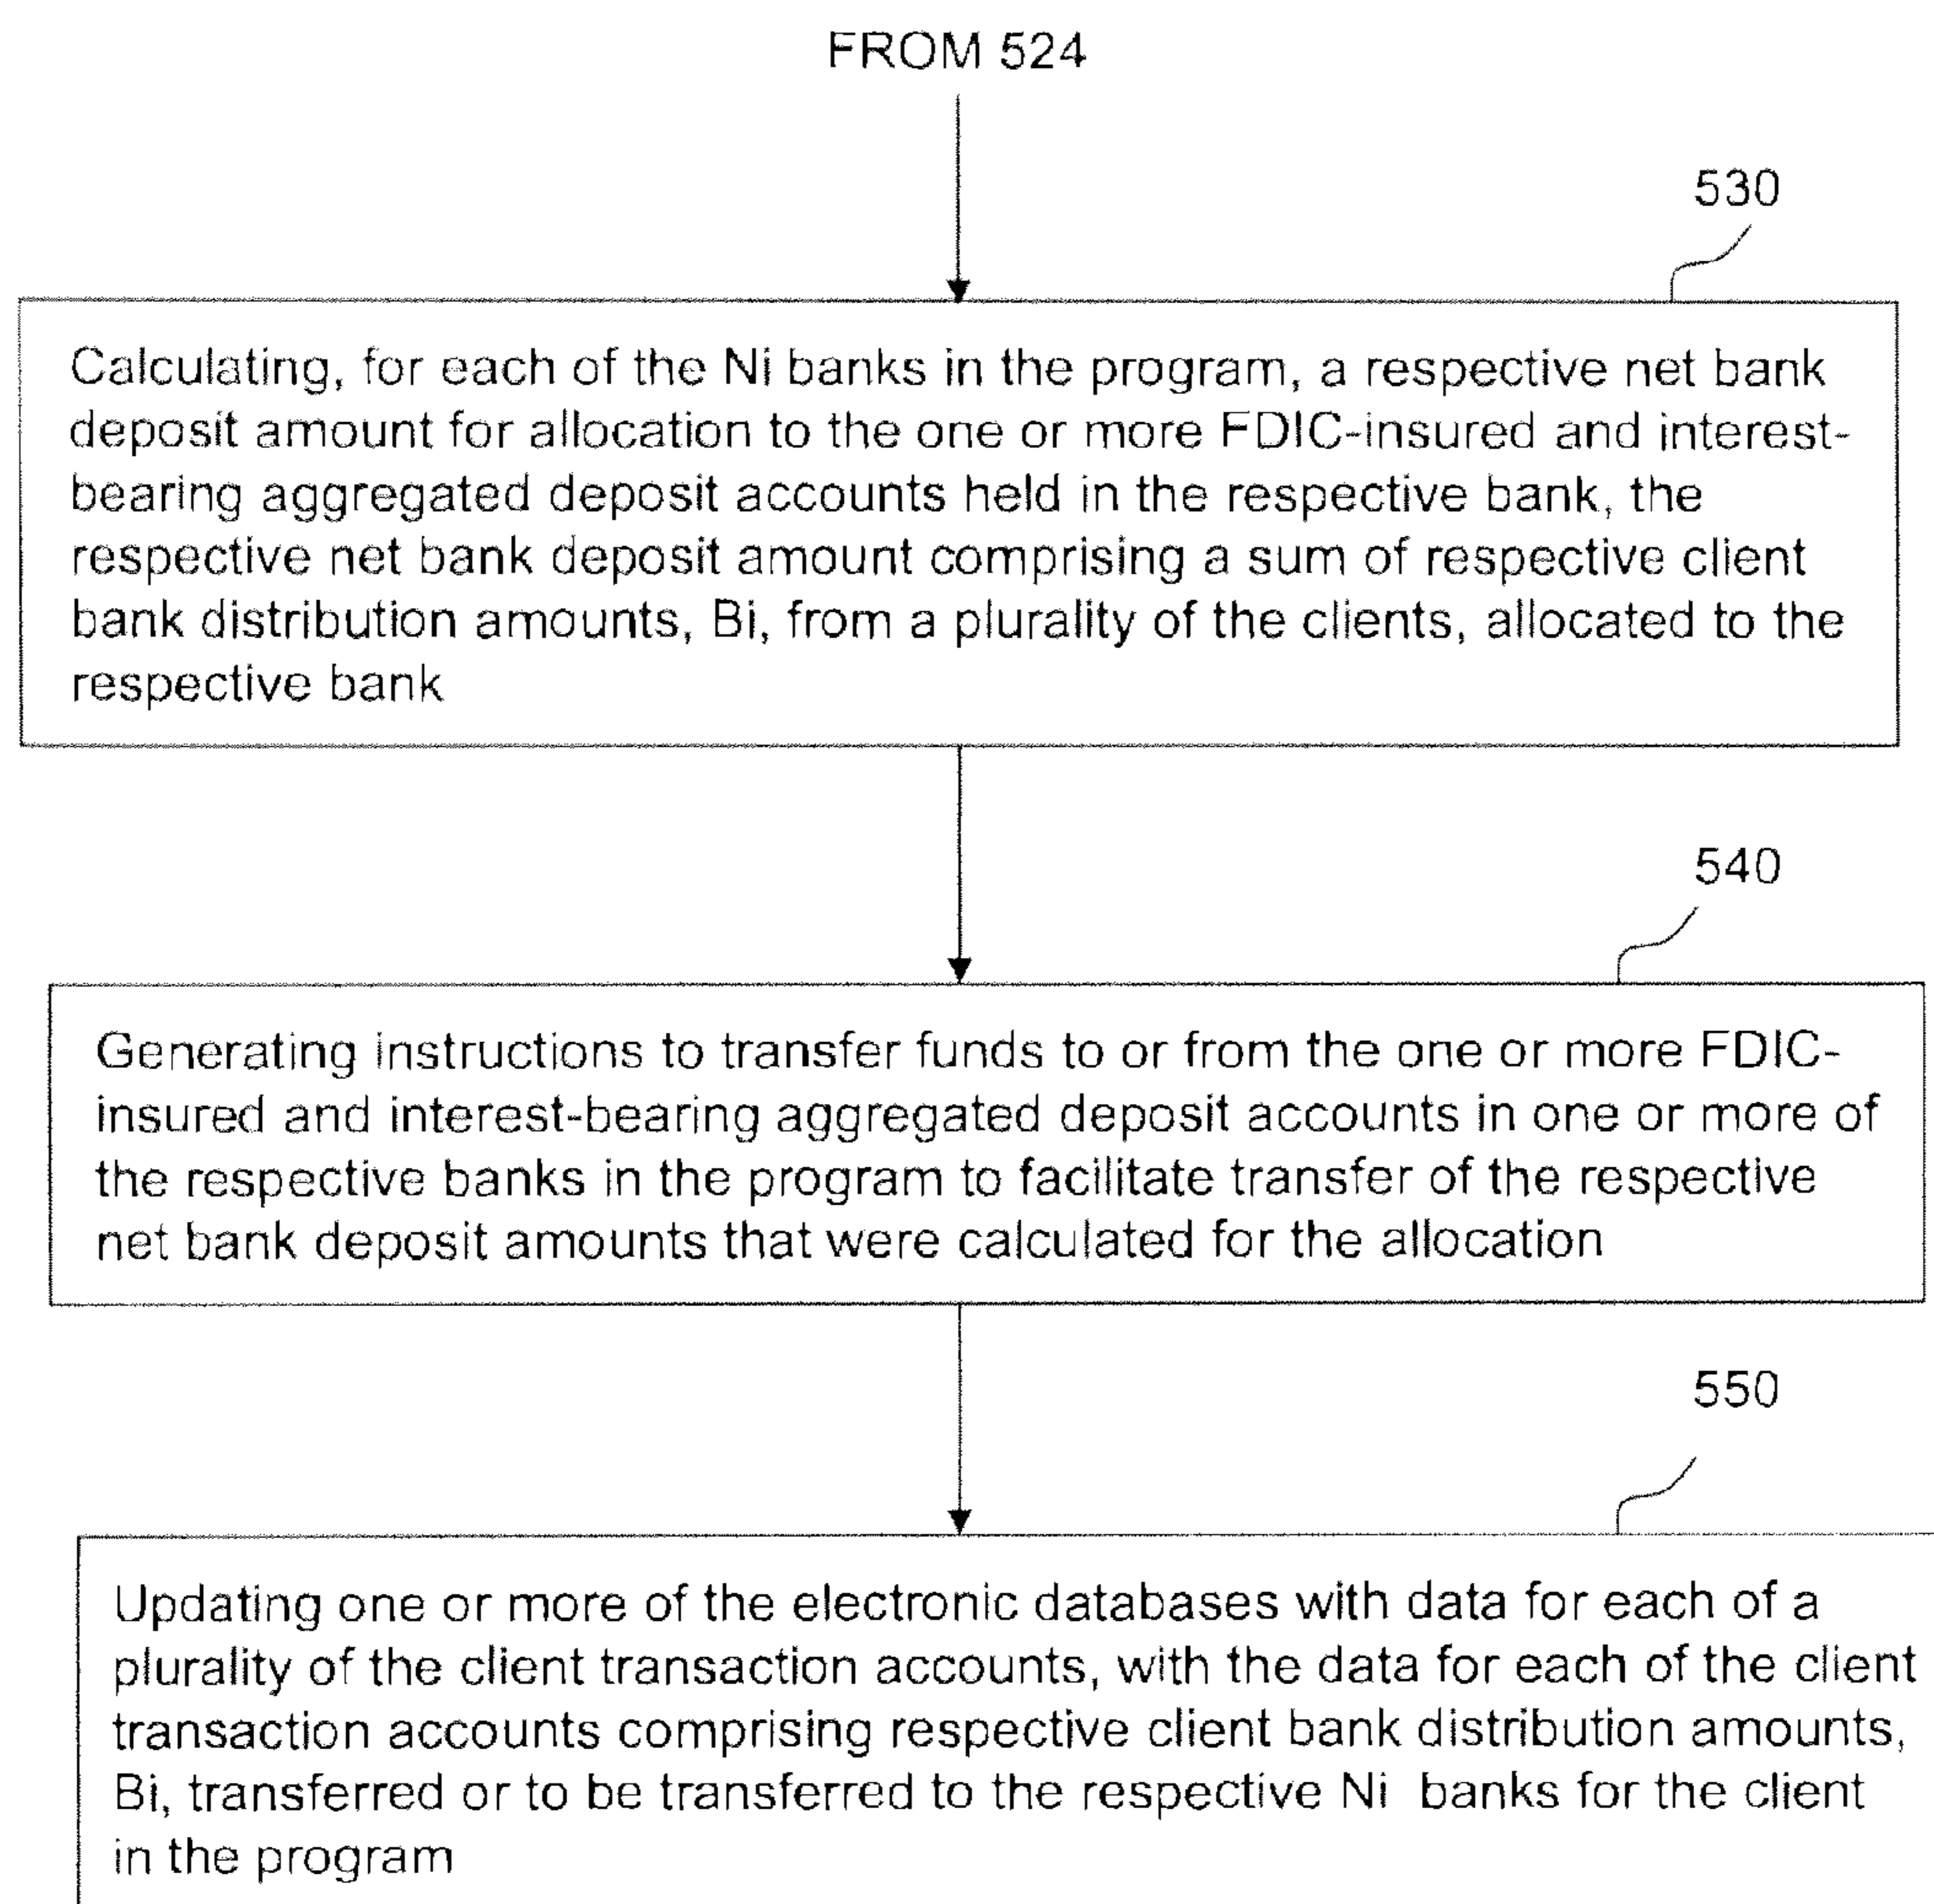 FROM 524
530
Calculating, for each of the Ni banks in the program, a respective net bank
deposit amount for allocation to the one or more FDIC-insured and interest-
bearing aggregated deposit accounts held in the respective bank, the
respective net bank deposit amount comprising a sum of respective client
bank distribution amounts, Bi, from a plurality of the clients, allocated to the
respective bank
540
Generating instructions to transfer funds to or from the one or more FDIC-
insured and interest-bearing aggregated deposit accounts in one or more of
the respective banks in the program to facilitate transfer of the respective
net bank deposit amounts that were calculated for the allocation
550
Updating one or more of the electronic databases with data for each of a
plurality of the client transaction accounts, with the data for each of the client
transaction accounts comprising respective client bank distribution amounts,
Bi, transferred or to be transferred to the respective Ni banks for the client
in the program